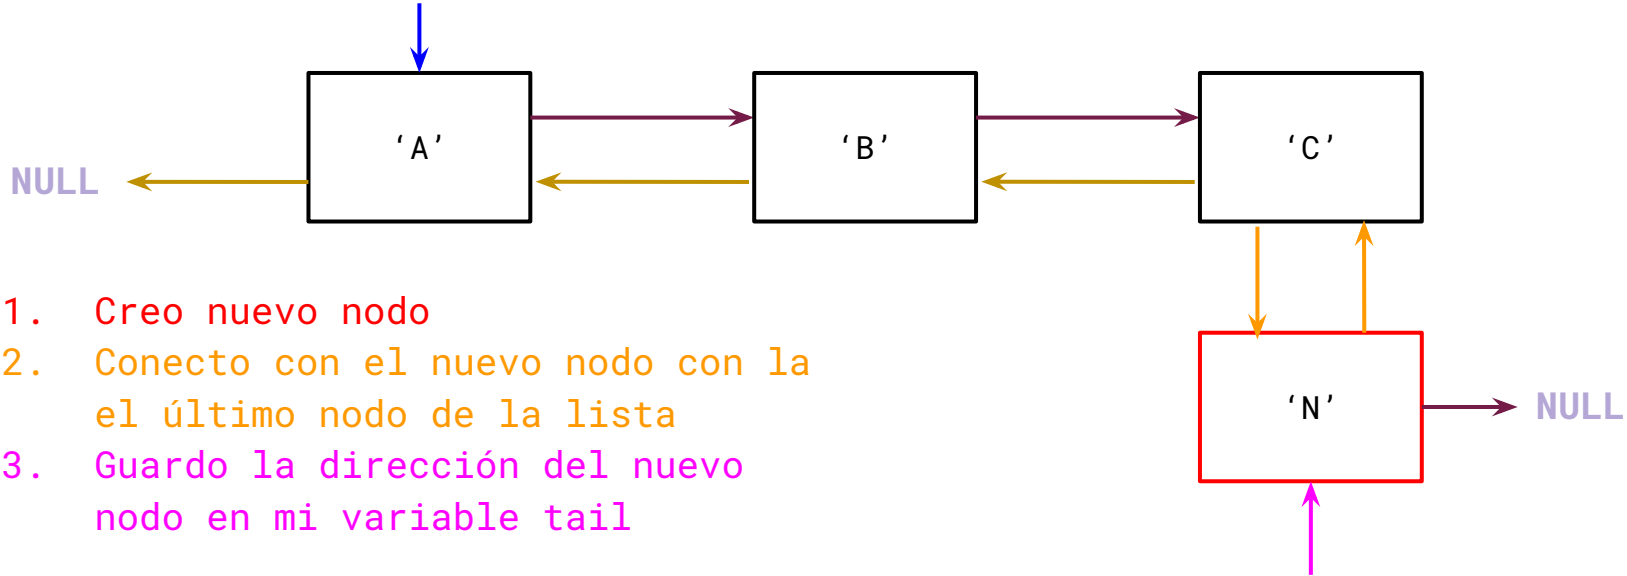 ‘A’
‘B’
‘C’
NULL
1. Creo nuevo nodo
2. Conecto con el nuevo nodo con la
el último nodo de la lista
3. Guardo la dirección del nuevo
nodo en mi variable tail
‘N’
NULL